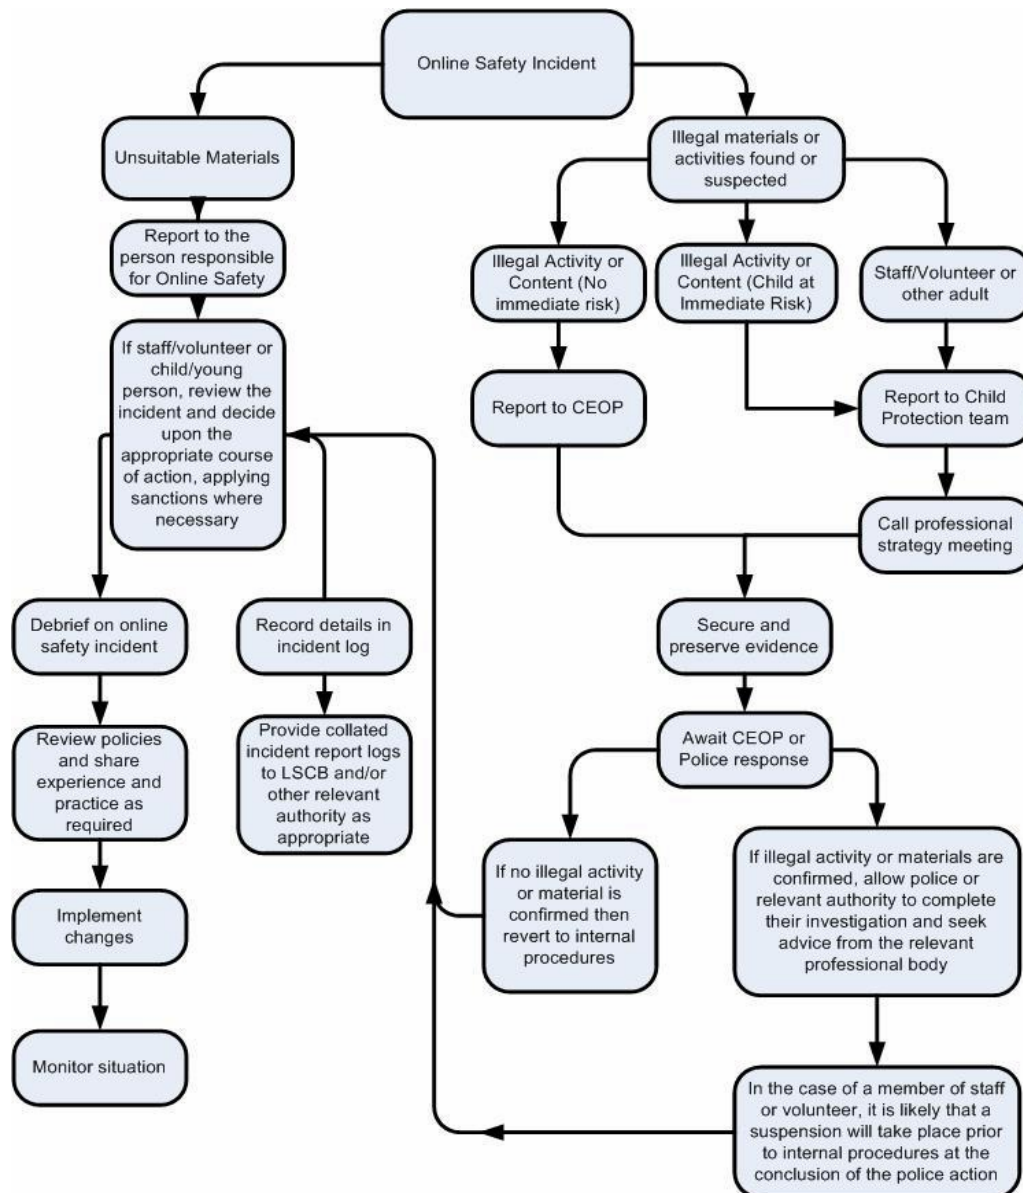 Online Safety Incident
Unsuitable Materials
Illegal materials or
activities found or
suspected
Report to the
person responsible
for Online Safety
Illegal Activity or
Content (No
immediate risk)
Illegal Activity or
Content (Child at
Immediate Risk)
Staff/Volunteer or
other adult
If staff/volunteer or
child/young
person, review the
incident and decide
upon the
appropriate course
of action, applying
sanctions where
necessary
Report to CEOP
Report to Child
Protection team
Call professional
strategy meeting
Debrief on online
safety incident
Record details in
incident log
Secure and
preserve evidence
Review policies
and share
experience and
practice as
required
Provide collated
incident report logs
to LSCB and/or
other relevant
authority as
appropriate
Await CEOP or
Police response
If no illegal activity
or material is
confirmed then
revert to internal
procedures
If illegal activity or materials are
confirmed, allow police or
relevant authority to complete
their investigation and seek
advice from the relevant
professional body
Implement
changes
Monitor situation
In the case of a member of staff
or volunteer, it is likely that a
suspension will take place prior
to internal procedures at the
conclusion of the police action